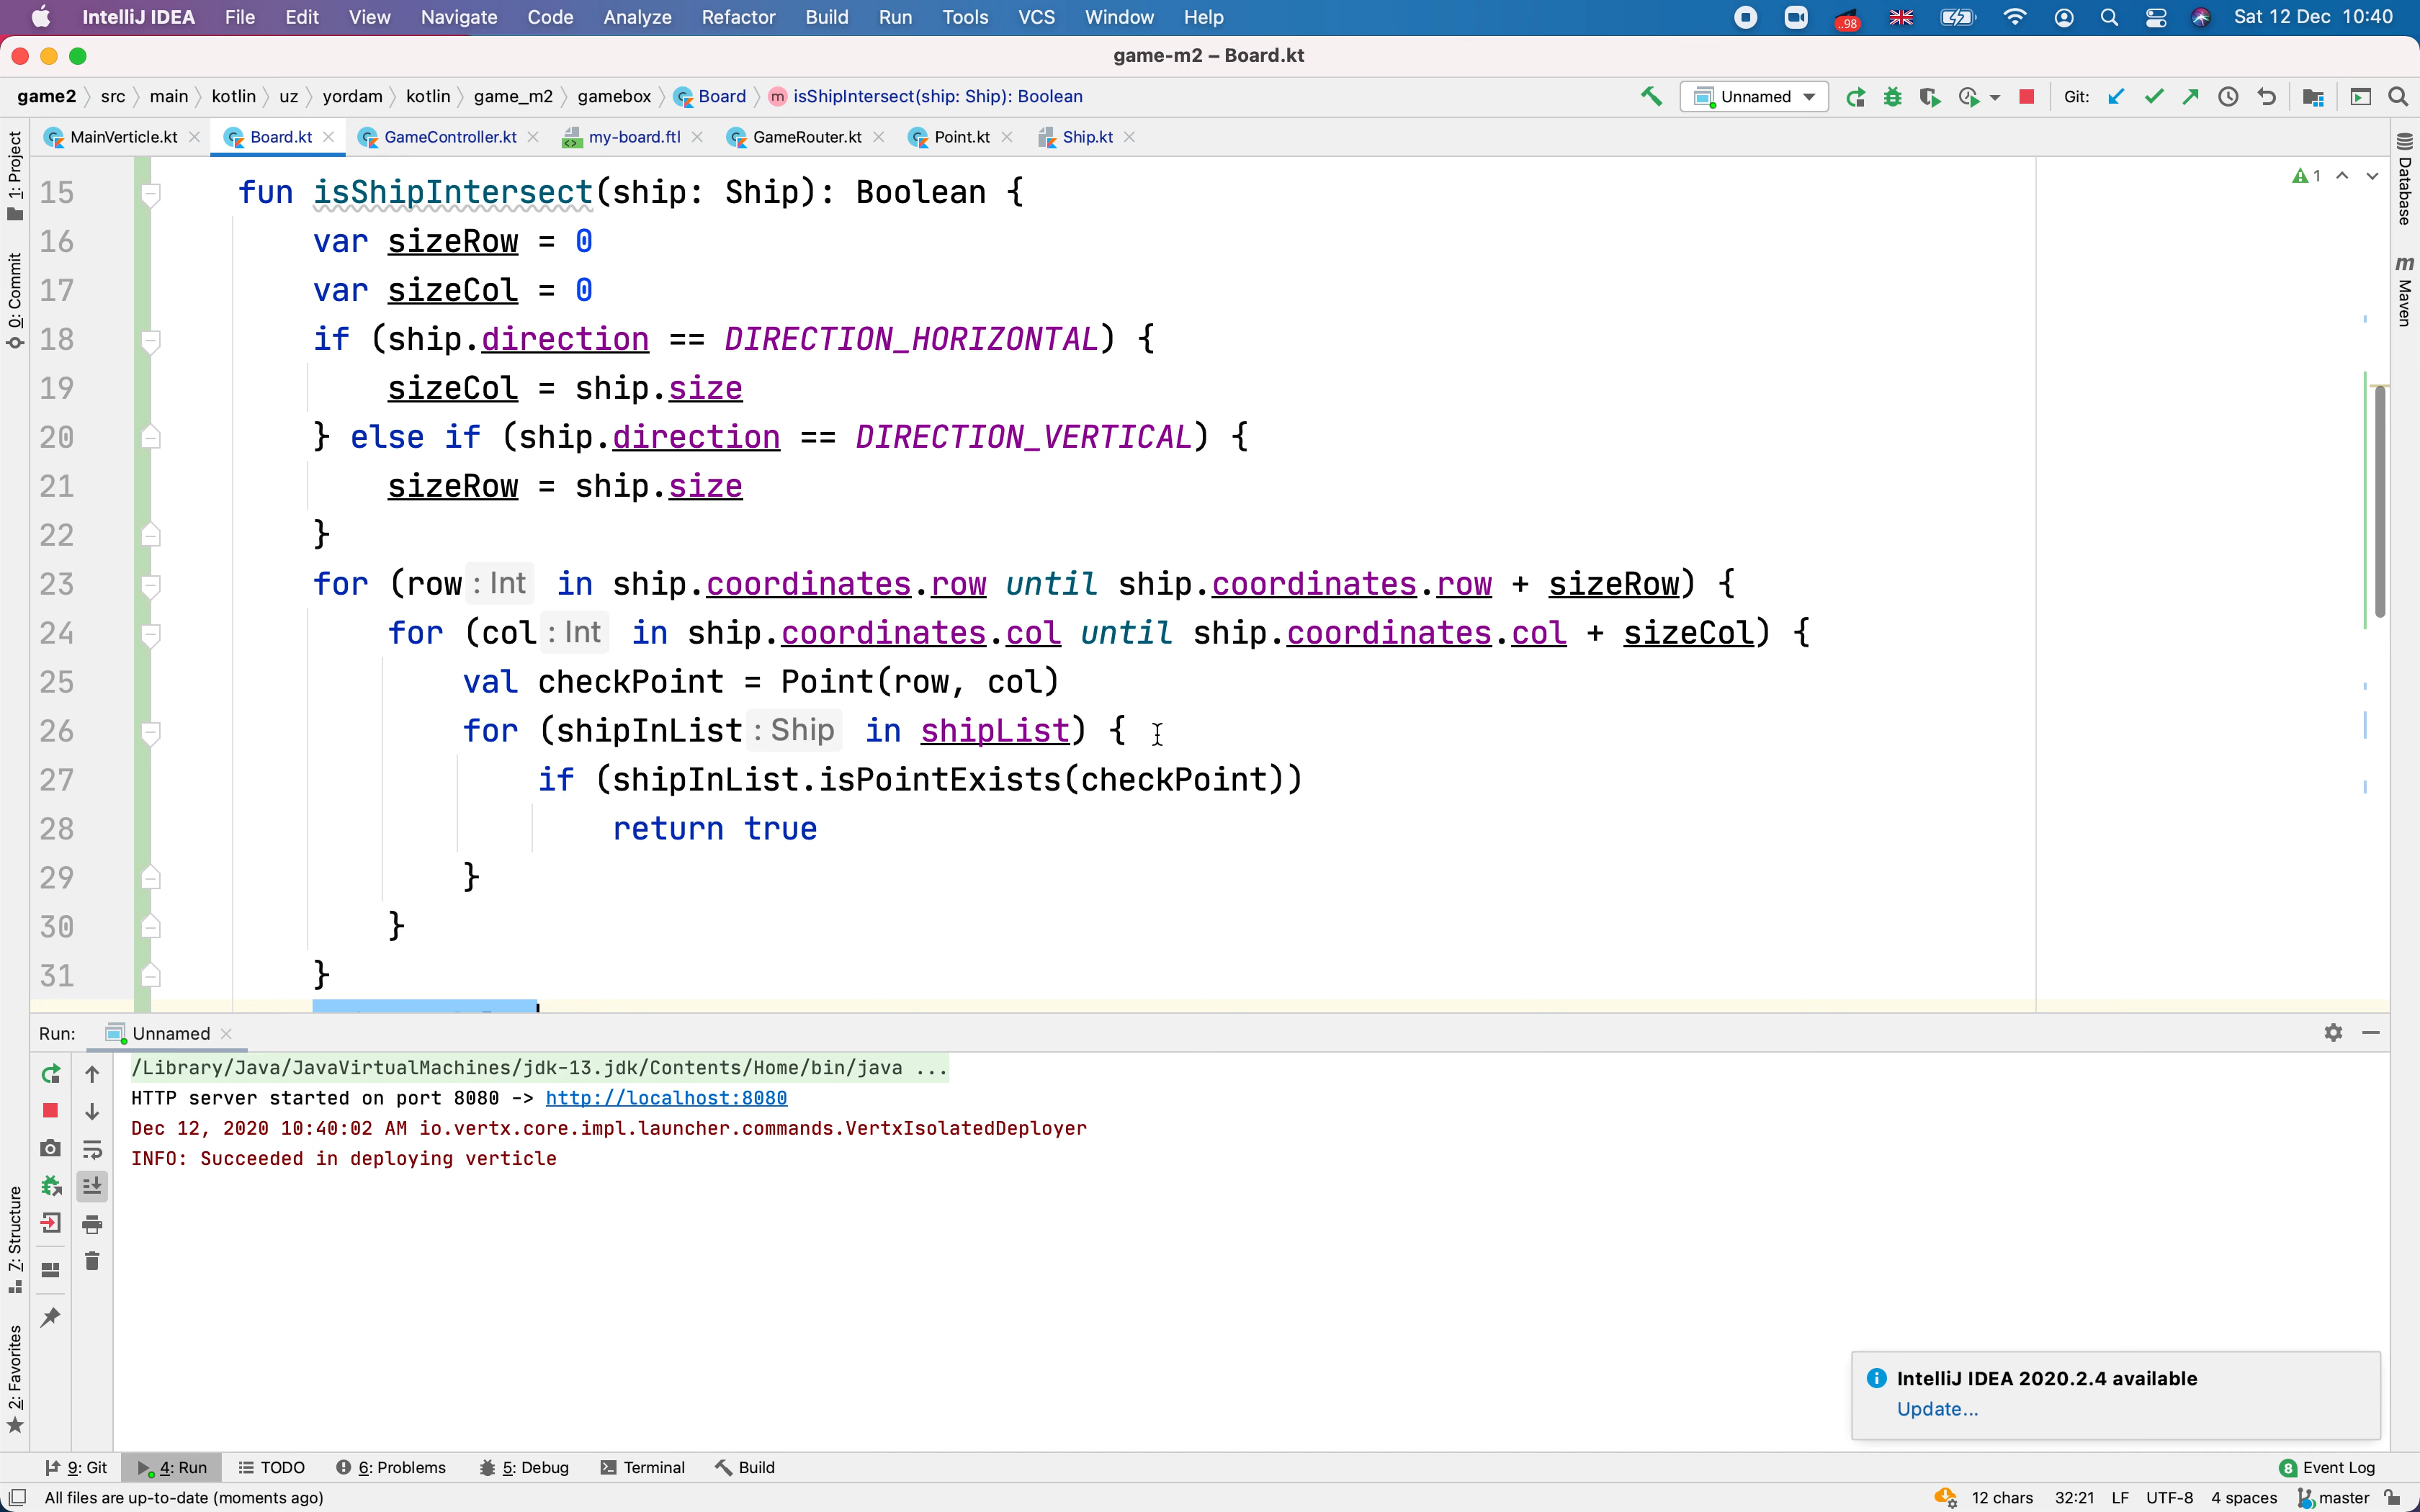 IntelliJ IDEA File Edit View Navigate Code Analyze Refactor Build Run Tools VCS Window Help ..98 Sat 12 Dec 10:40
game-m2 – Board.kt
game2 src main kotlin uz yordam kotlin game_m2 gamebox Board m isShipIntersect(ship: Ship): Boolean Unnamed Git:
MainVerticle.kt Board.kt GameController.kt my-board.ftl GameRouter.kt Point.kt Ship.kt
1: Project
0: Commit
7: Structure
2: Favorites
Database
m Maven
1
15 fun isShipIntersect(ship: Ship): Boolean {
16 var sizeRow = 0
17 var sizeCol = 0
18 if (ship.direction == DIRECTION_HORIZONTAL) {
19 sizeCol = ship.size
20 } else if (ship.direction == DIRECTION_VERTICAL) {
21 sizeRow = ship.size
22 }
23 for (row : Int in ship.coordinates.row until ship.coordinates.row + sizeRow) {
24 for (col : Int in ship.coordinates.col until ship.coordinates.col + sizeCol) {
25 val checkPoint = Point(row, col)
26 for (shipInList : Ship in shipList) {
27 if (shipInList.isPointExists(checkPoint))
28 return true
29 }
30 }
31 }
Run: Unnamed
/Library/Java/JavaVirtualMachines/jdk-13.jdk/Contents/Home/bin/java ...
HTTP server started on port 8080 -> http://localhost:8080
Dec 12, 2020 10:40:02 AM io.vertx.core.impl.launcher.commands.VertxIsolatedDeployer
INFO: Succeeded in deploying verticle
IntelliJ IDEA 2020.2.4 available
Update...
9: Git 4: Run TODO 6: Problems 5: Debug Terminal Build 8 Event Log
All files are up-to-date (moments ago) 12 chars 32:21 LF UTF-8 4 spaces master